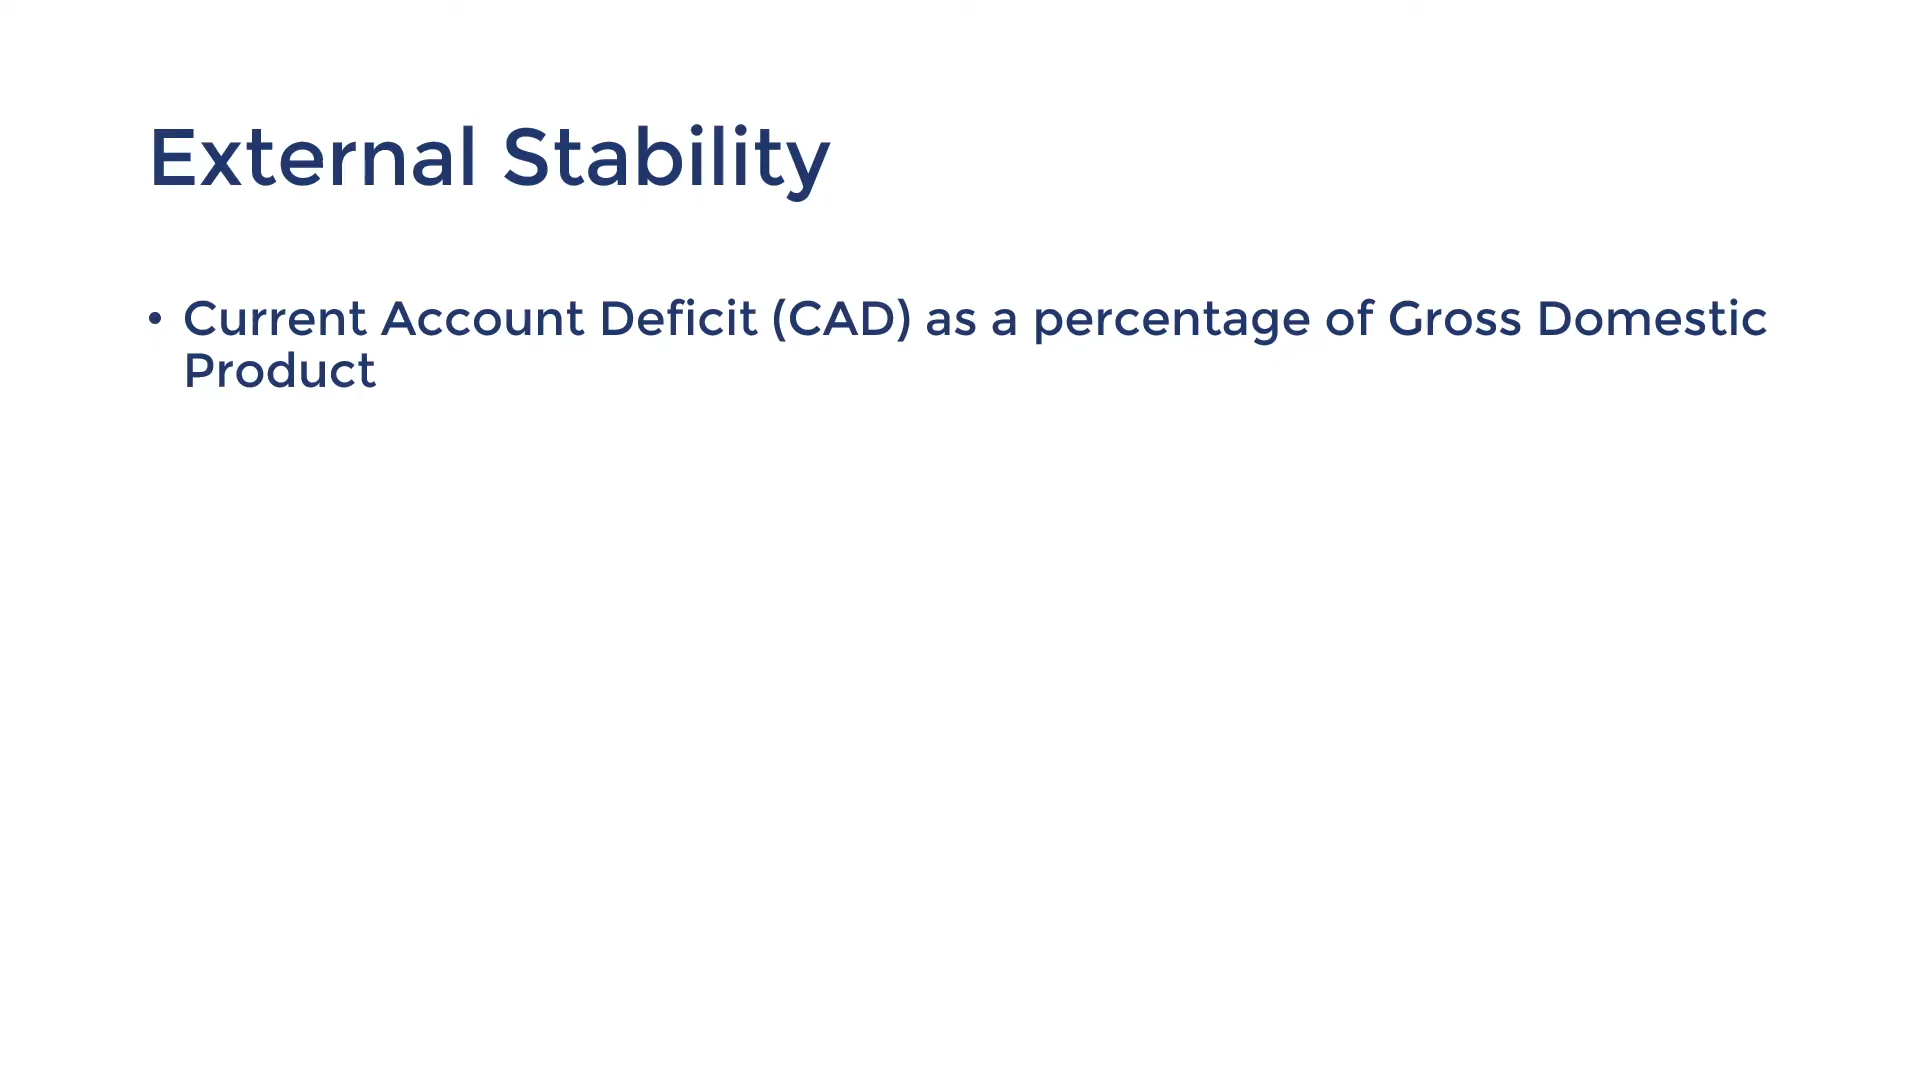 External Stability
• Current Account Deficit (CAD) as a percentage of Gross Domestic
Product